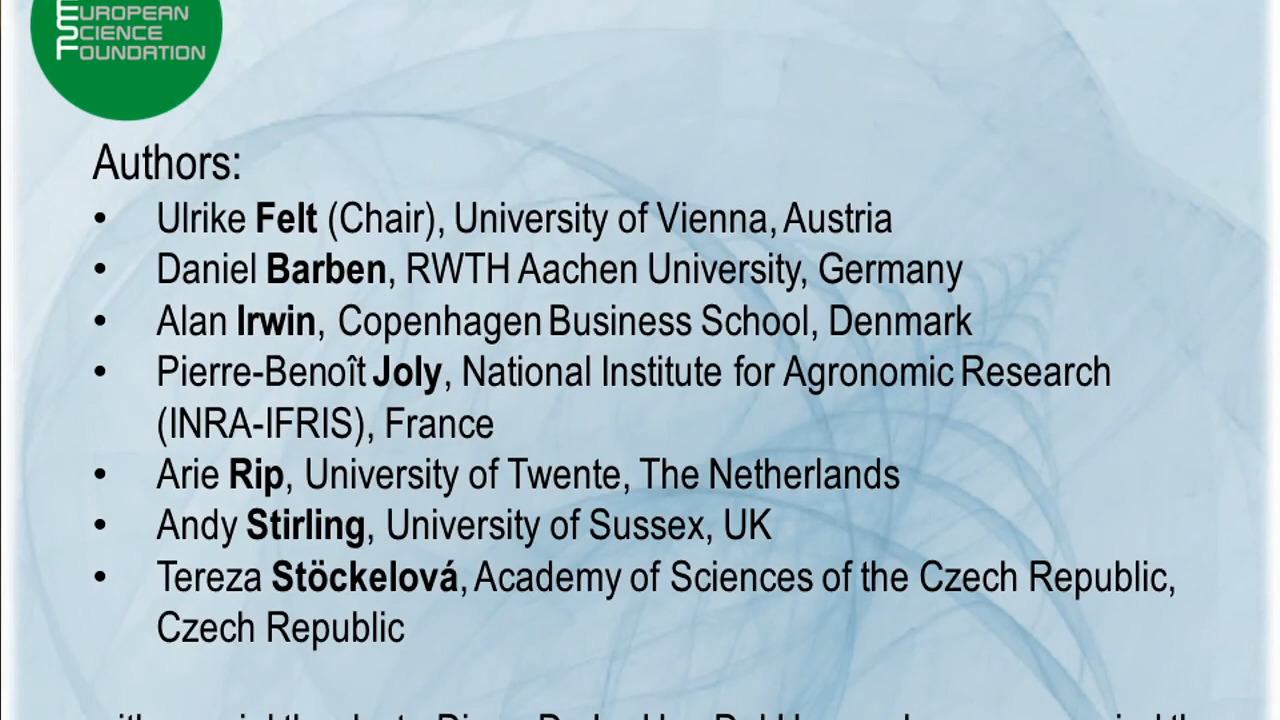 EUROPEAN
SCIENCE
FOUNDATION
Authors:
• Ulrike Felt (Chair), University of Vienna, Austria
• Daniel Barben, RWTH Aachen University, Germany
• Alan Irwin, Copenhagen Business School, Denmark
• Pierre-Benoît Joly, National Institute for Agronomic Research
(INRA-IFRIS), France
• Arie Rip, University of Twente, The Netherlands
• Andy Stirling, University of Sussex, UK
• Tereza Stöckelová, Academy of Sciences of the Czech Republic,
Czech Republic